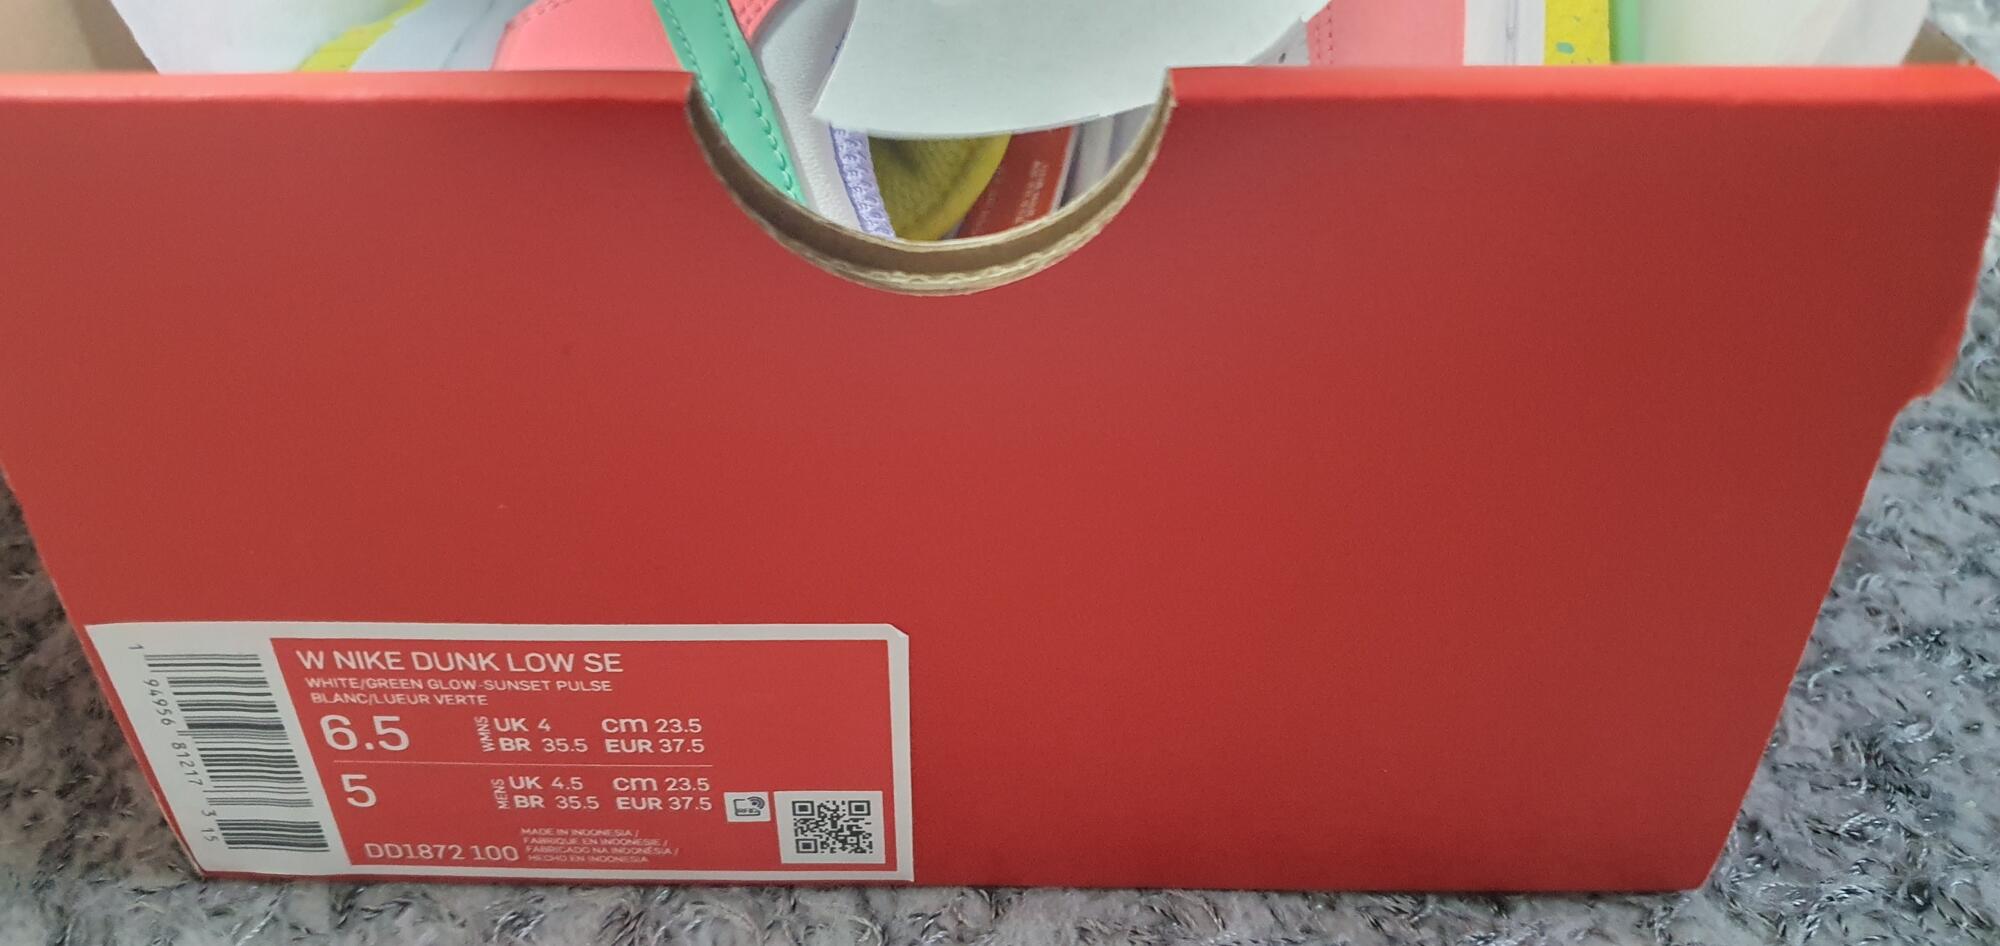 W NIKE DUNK LOW SE
WHITE/GREEN GLOW-SUNSET PULSE
BLANC/LUEUR VERTE
6.5 WMNS UK 4 cm 23.5
BR 35.5 EUR 37.5
5 MENS UK 4.5 cm 23.5
BR 35.5 EUR 37.5
RFID
DD1872 100
MADE IN INDONESIA /
FABRIQUE EN INDONESIE /
FABRICADO NA INDONÉSIA /
HECHO EN INDONESIA
1 94956 81217 3 15